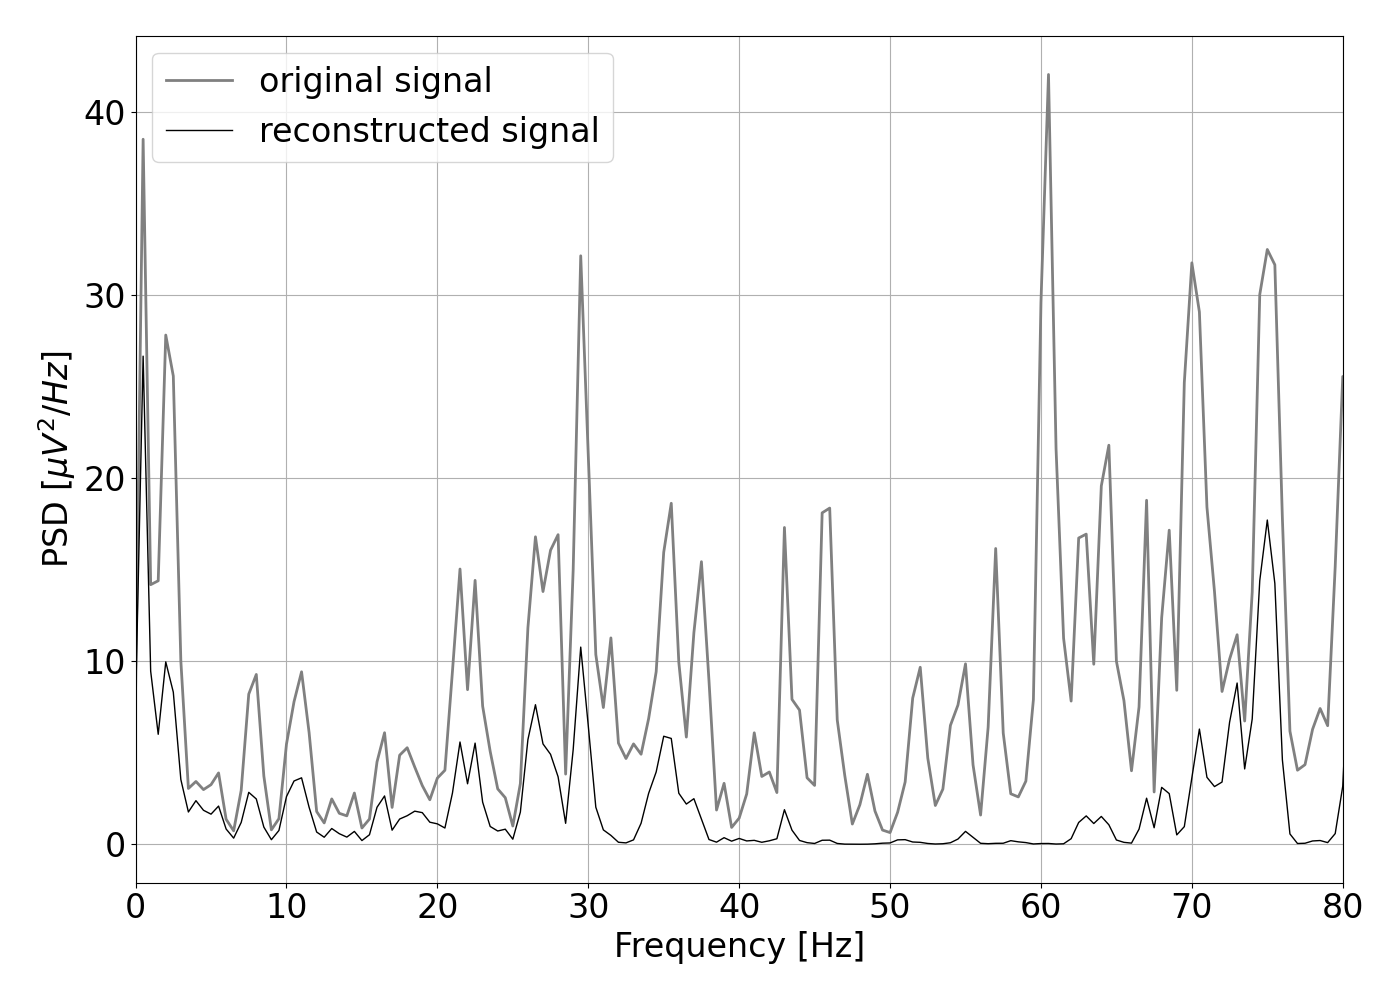 original signal
reconstructed signal
40
30
20
10
0
PSD [μV²/Hz]
0 10 20 30 40 50 60 70 80
Frequency [Hz]